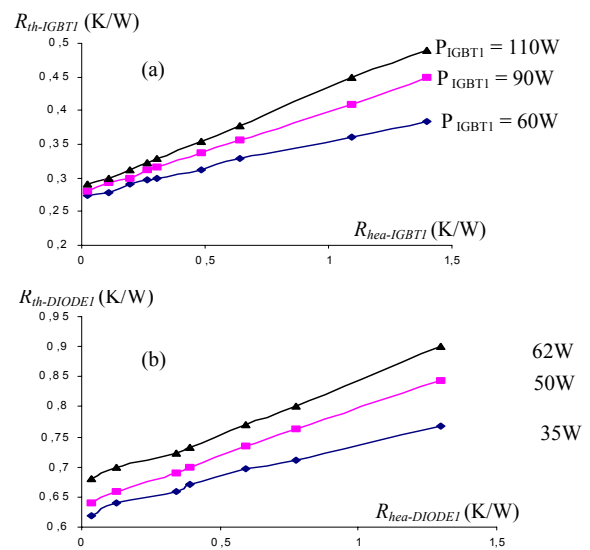 R_th-IGBT1 (K/W)
0,5
0,45
0,4
0,35
0,3
0,25
0,2
(a)
P_IGBT1 = 110W
P_IGBT1 = 90W
P_IGBT1 = 60W
R_hea-IGBT1 (K/W)
0 0,5 1 1,5
R_th-DIODE1 (K/W)
0,95
0,9
0,85
0,8
0,75
0,7
0,65
0,6
(b)
62W
50W
35W
R_hea-DIODE1 (K/W)
0 0,5 1 1,5